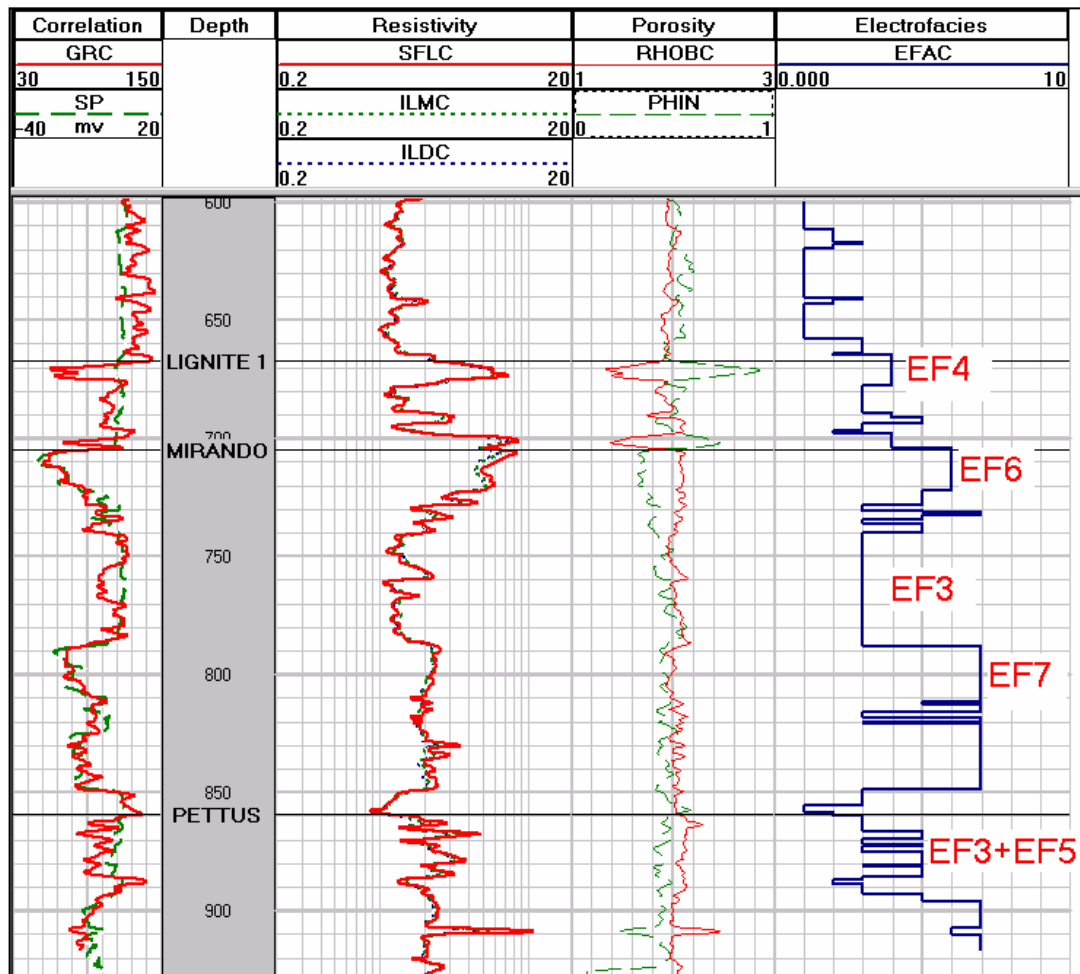 Correlation Depth Resistivity Porosity Electrofacies
GRC SFLC RHOBC EFAC
30 150 0.2 20 1 3 0.000 10
SP ILMC PHIN
-40 mv 20 0.2 20 0 1
ILDC
0.2 20
600
650
LIGNITE 1
EF4
700
MIRANDO
EF6
750
EF3
800
EF7
850
PETTUS
EF3+EF5
900